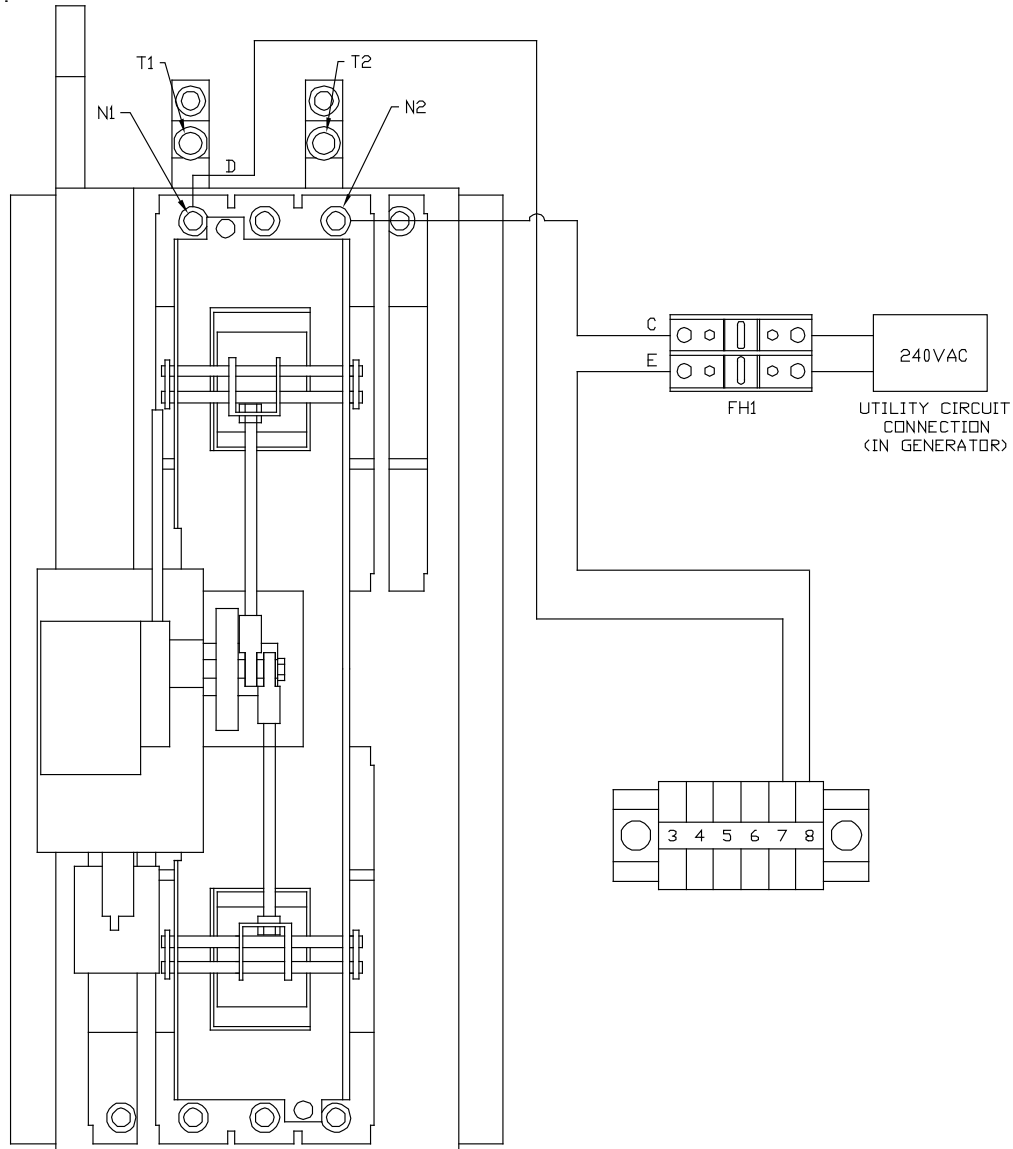 T1
T2
N1
N2
D
C
E
240VAC
FH1
UTILITY CIRCUIT
CONNECTION
(IN GENERATOR)
3 4 5 6 7 8